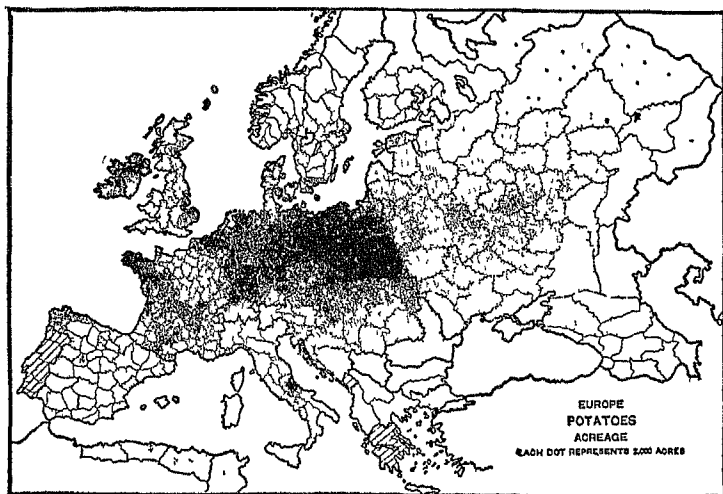 EUROPE
POTATOES
ACREAGE
EACH DOT REPRESENTS 2,000 ACRES